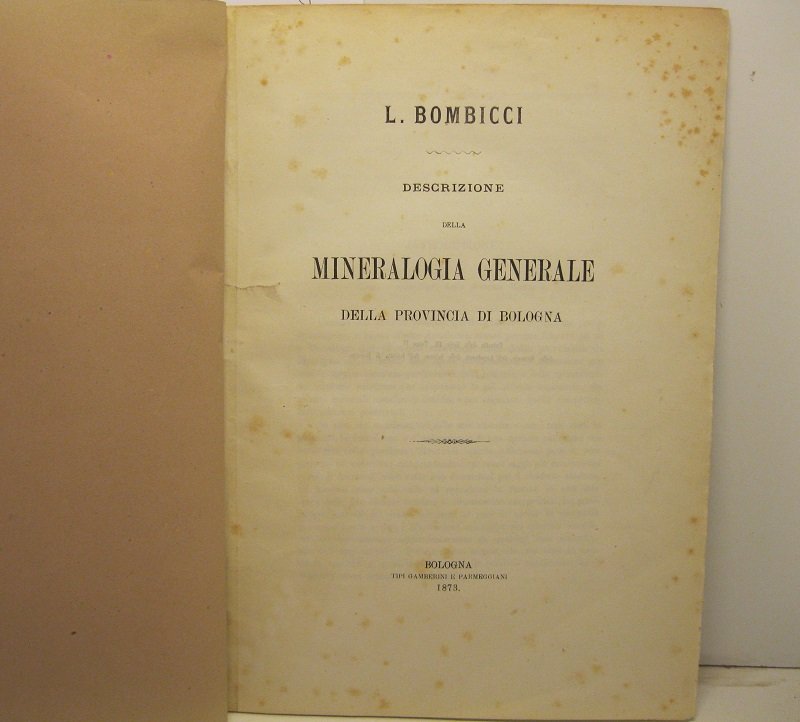 L. BOMBICCI
DESCRIZIONE
DELLA
MINERALOGIA GENERALE
DELLA PROVINCIA DI BOLOGNA
BOLOGNA
TIPI GAMBERINI E PARMEGGIANI
1873.